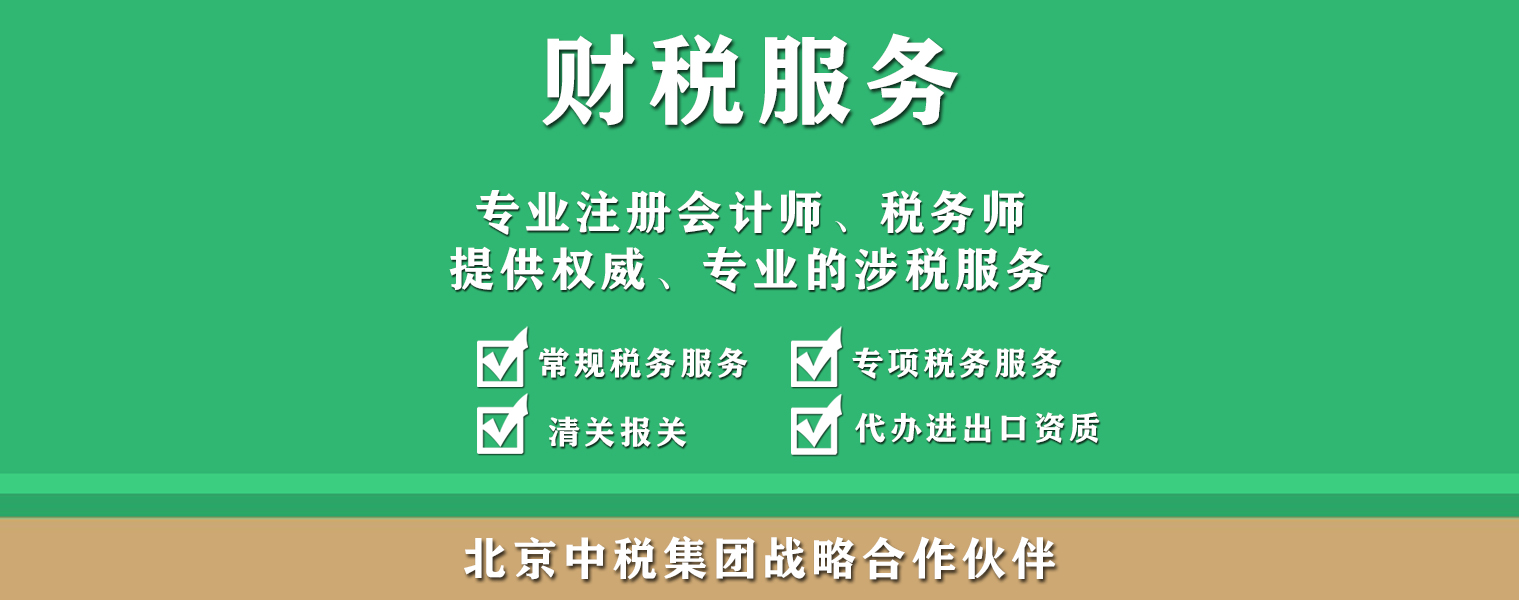 财税服务
专业注册会计师、税务师
提供权威、专业的涉税服务
常规税务服务
专项税务服务
清关报关
代办进出口资质
北京中税集团战略合作伙伴